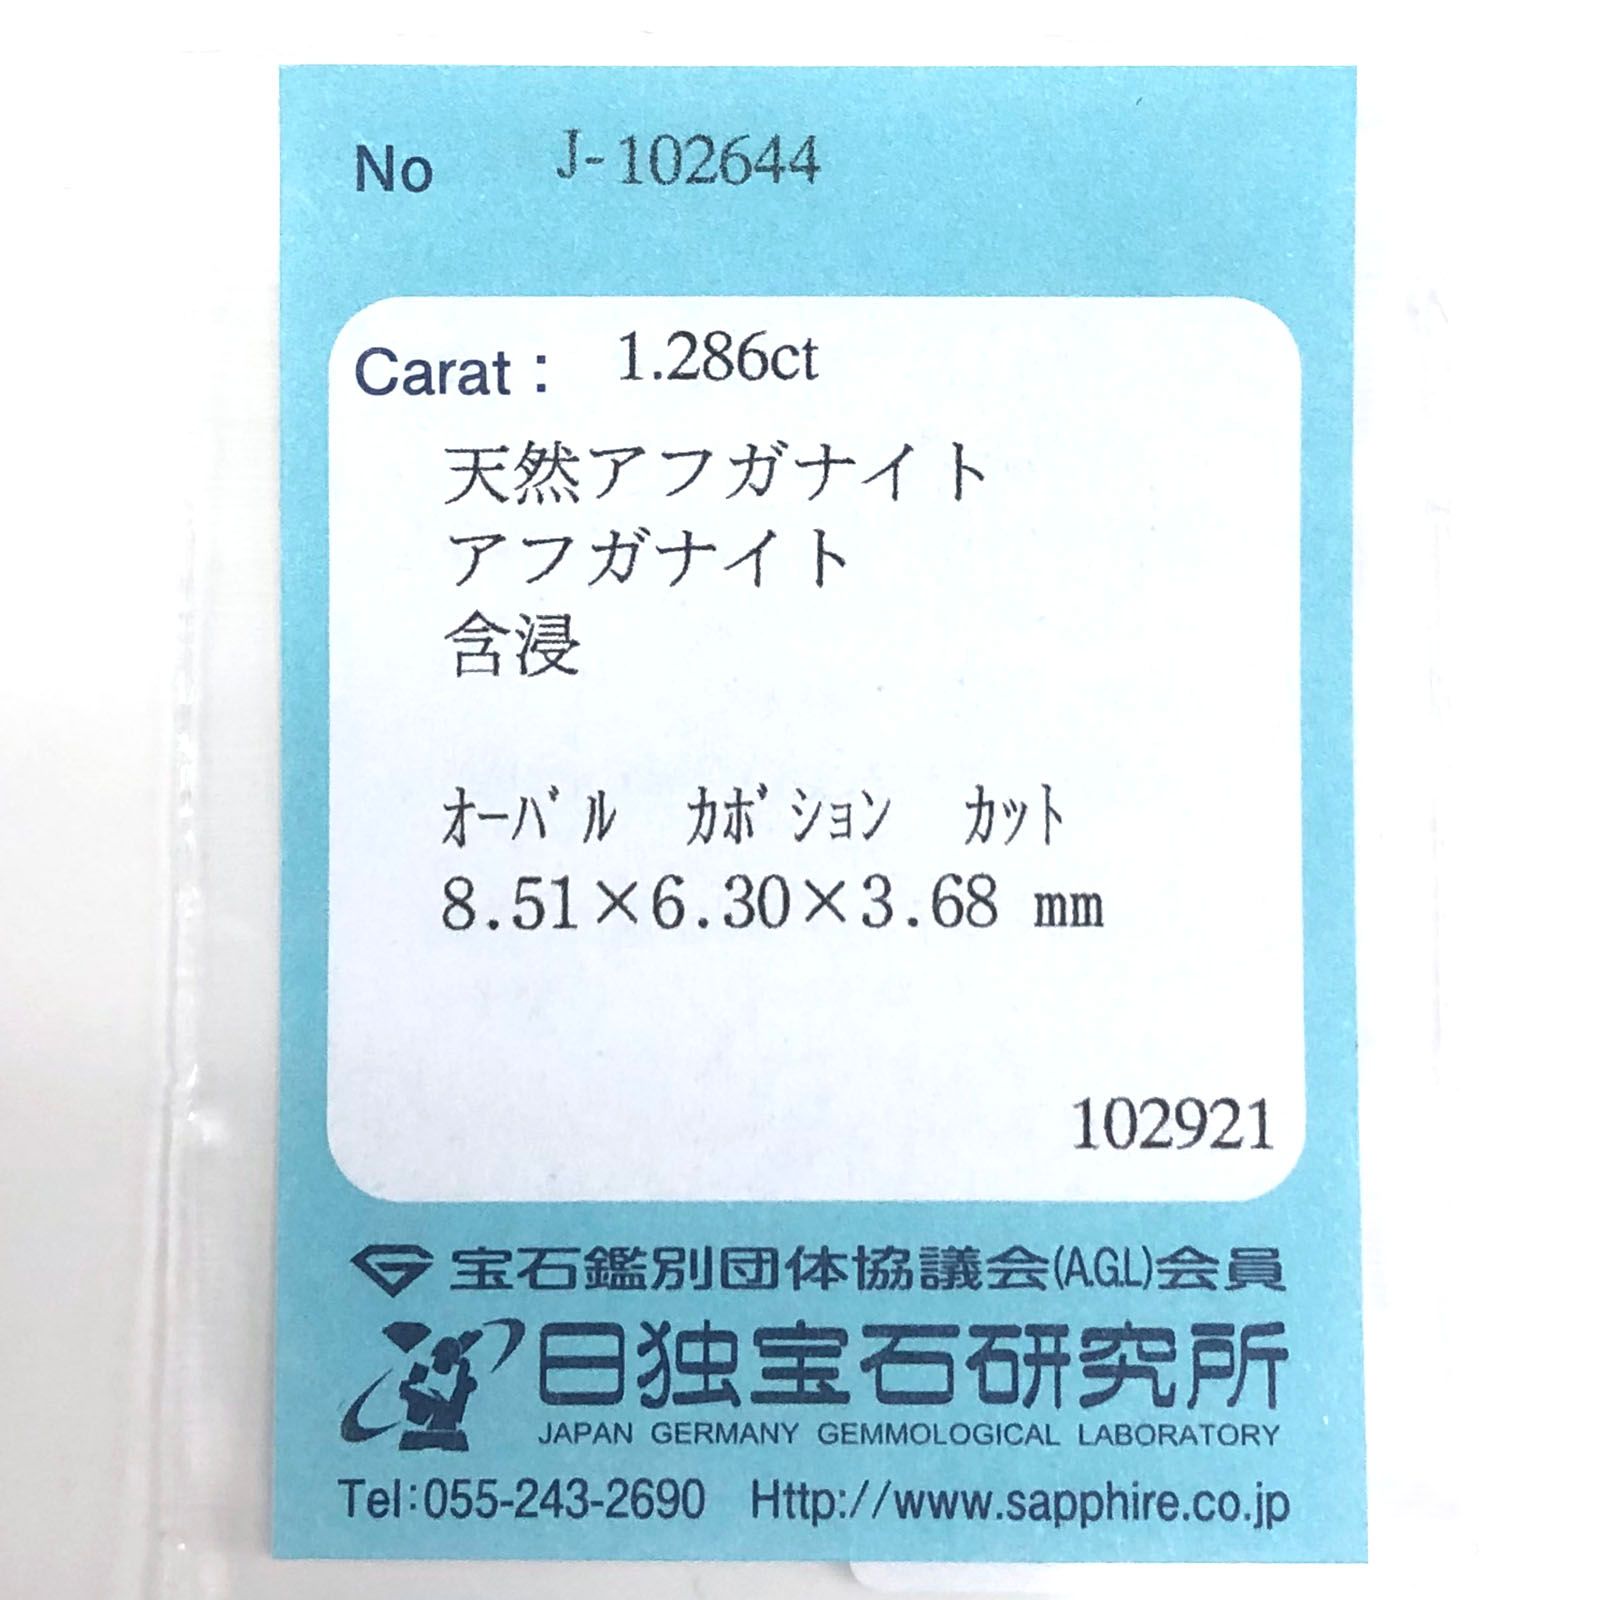 No J-102644
Carat : 1.286ct
天然アフガナイト
アフガナイト
含浸
ｵｰﾊﾞﾙ ｶﾎﾞｼｮﾝ ｶｯﾄ
8.51×6.30×3.68 mm
102921
宝石鑑別団体協議会(A.G.L)会員
日独宝石研究所
JAPAN GERMANY GEMMOLOGICAL LABORATORY
Tel:055-243-2690 Http://www.sapphire.co.jp